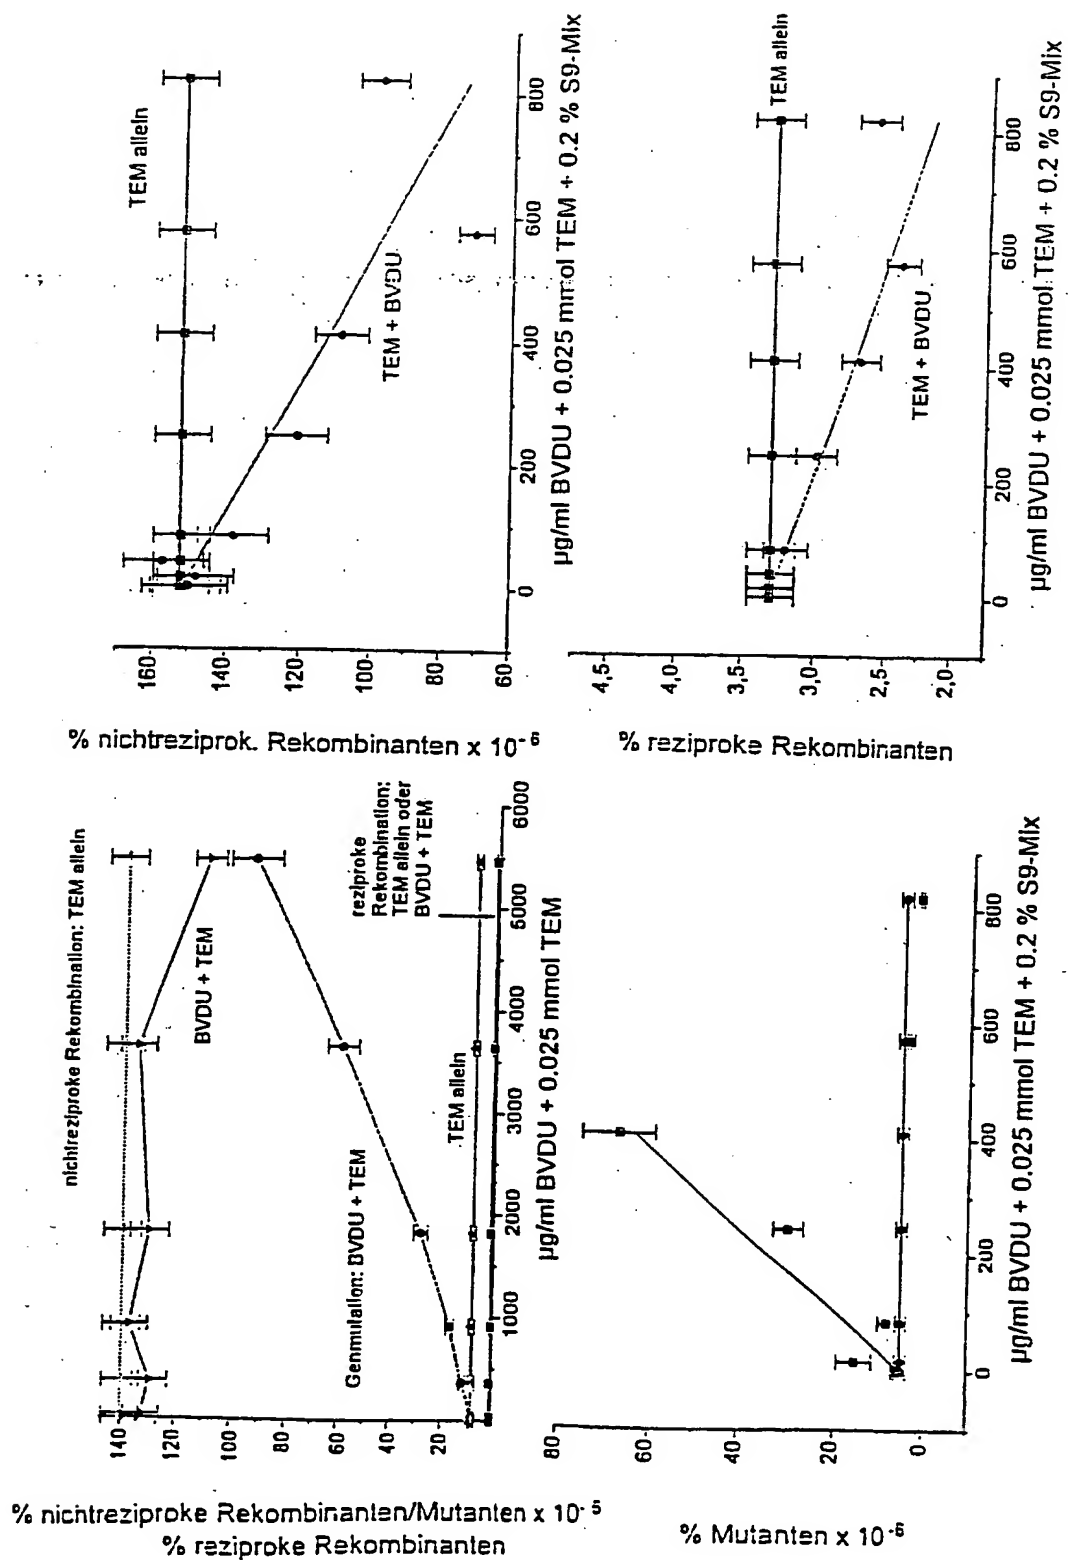 % nichtreziprok. Rekombinanten x 10⁻⁶
160
140
120
100
80
60
0
200
400
600
800
TEM allein
TEM + BVDU
µg/ml BVDU + 0.025 mmol TEM + 0.2 % S9-Mix
% reziproke Rekombinanten
4,5
4,0
3,5
3,0
2,5
2,0
0
200
400
600
800
TEM allein
TEM + BVDU
µg/ml BVDU + 0.025 mmol TEM + 0.2 % S9-Mix
% nichtreziproke Rekombinanten/Mutanten x 10⁻⁵
% reziproke Rekombinanten
140
120
100
80
60
40
20
1000
2000
3000
4000
5000
6000
nichtreziproke Rekombination: TEM allein
BVDU + TEM
Genmutation: BVDU + TEM
TEM allein
reziproke
Rekombination:
TEM allein oder
BVDU + TEM
µg/ml BVDU + 0.025 mmol TEM
% Mutanten x 10⁻⁶
80
60
40
20
0
0
200
400
600
800
µg/ml BVDU + 0.025 mmol TEM + 0.2 % S9-Mix